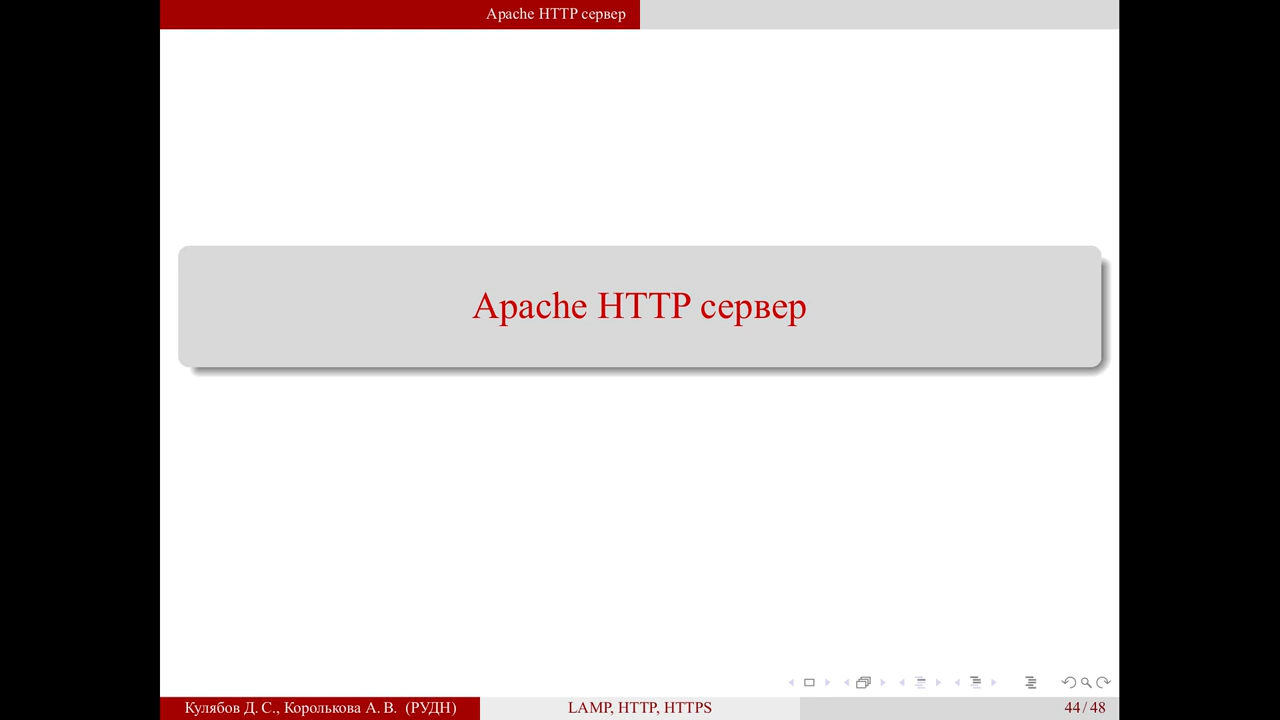 Apache HTTP сервер
Apache HTTP сервер
Кулябов Д. С., Королькова А. В. (РУДН)
LAMP, HTTP, HTTPS
44 / 48